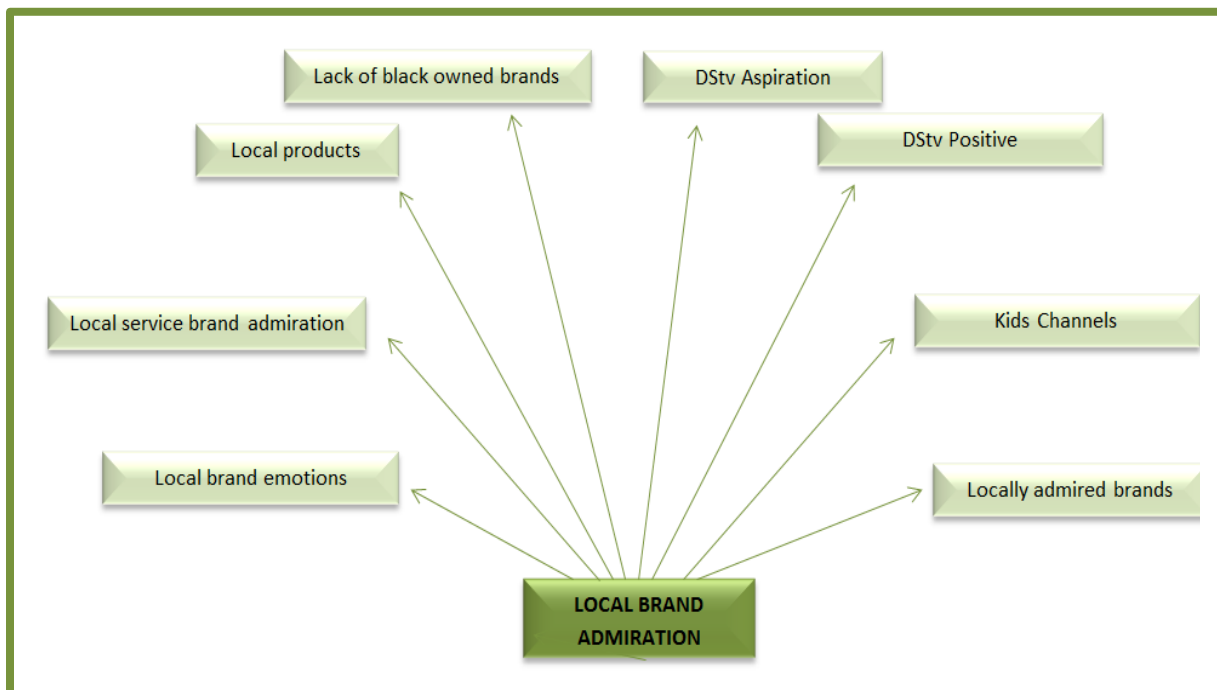 Lack of black owned brands
DStv Aspiration
Local products
DStv Positive
Local service brand admiration
Kids Channels
Local brand emotions
Locally admired brands
LOCAL BRAND
ADMIRATION